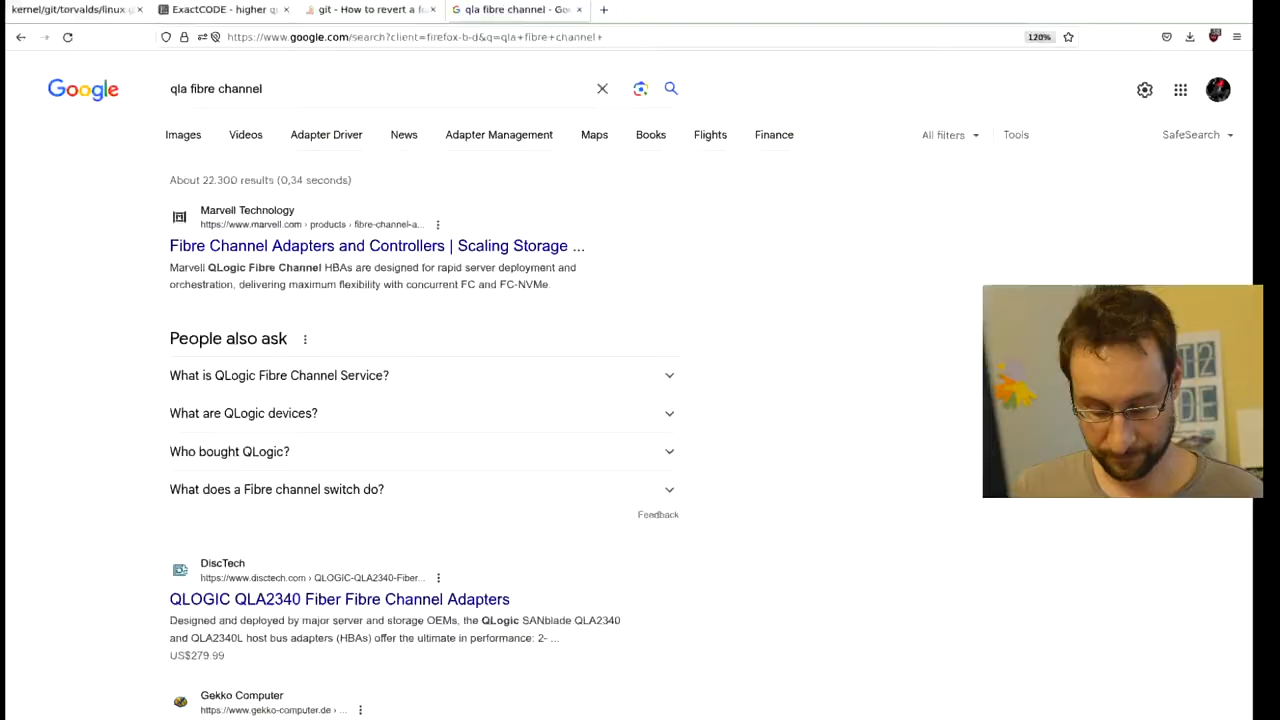 kernel/git/torvalds/linux.g
ExactCODE - higher qu
git - How to revert a f
qla fibre channel - Goo
https://www.google.com/search?client=firefox-b-d&q=qla+fibre+channel+
120%
Google
qla fibre channel
Images
Videos
Adapter Driver
News
Adapter Management
Maps
Books
Flights
Finance
All filters
Tools
SafeSearch
About 22.300 results (0,34 seconds)
Marvell Technology
https://www.marvell.com › products › fibre-channel-a...
Fibre Channel Adapters and Controllers | Scaling Storage ...
Marvell QLogic Fibre Channel HBAs are designed for rapid server deployment and
orchestration, delivering maximum flexibility with concurrent FC and FC-NVMe.
People also ask
What is QLogic Fibre Channel Service?
What are QLogic devices?
Who bought QLogic?
What does a Fibre channel switch do?
Feedback
DiscTech
https://www.disctech.com › QLOGIC-QLA2340-Fiber...
QLOGIC QLA2340 Fiber Fibre Channel Adapters
Designed and deployed by major server and storage OEMs, the QLogic SANblade QLA2340
and QLA2340L host bus adapters (HBAs) offer the ultimate in performance: 2- ...
US$279.99
Gekko Computer
https://www.gekko-computer.de › ...